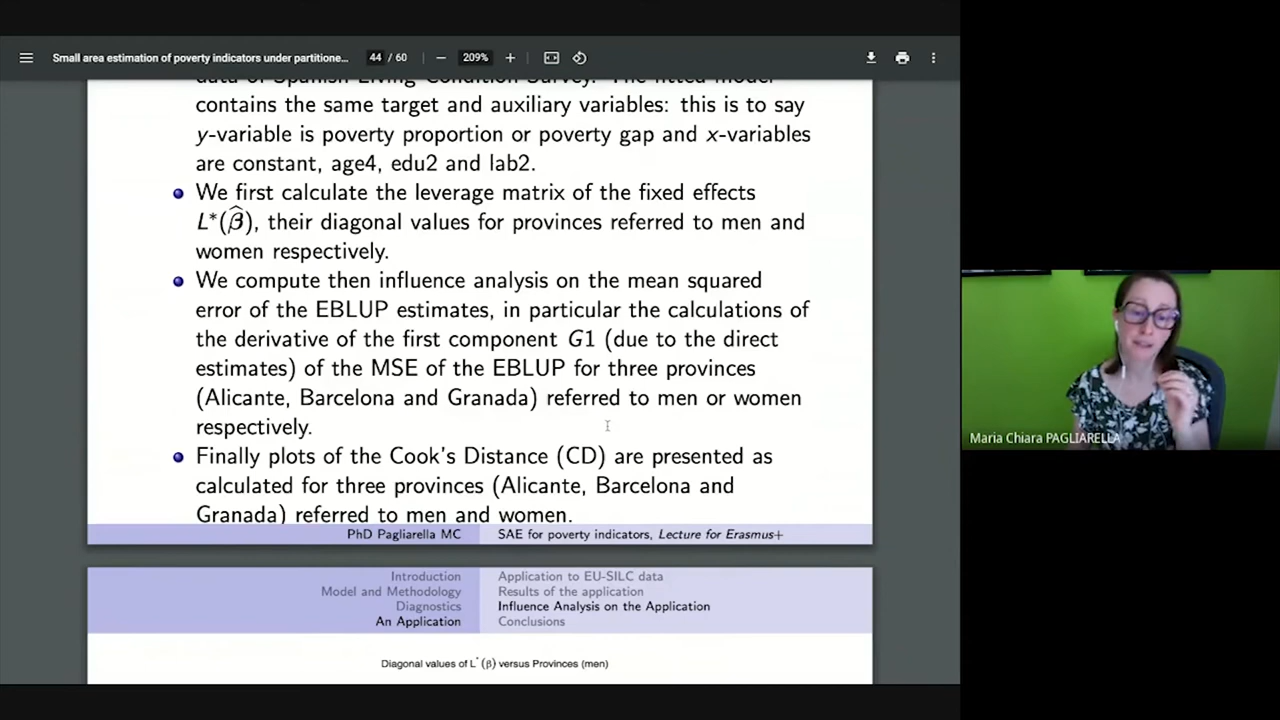 Small area estimation of poverty indicators under partitione... 44 / 60 209%
data of Spanish Living Condition Survey. The fitted model
contains the same target and auxiliary variables: this is to say
y-variable is poverty proportion or poverty gap and x-variables
are constant, age4, edu2 and lab2.
We first calculate the leverage matrix of the fixed effects
L*(β̂), their diagonal values for provinces referred to men and
women respectively.
We compute then influence analysis on the mean squared
error of the EBLUP estimates, in particular the calculations of
the derivative of the first component G1 (due to the direct
estimates) of the MSE of the EBLUP for three provinces
(Alicante, Barcelona and Granada) referred to men or women
respectively.
Finally plots of the Cook's Distance (CD) are presented as
calculated for three provinces (Alicante, Barcelona and
Granada) referred to men and women.
PhD Pagliarella MC SAE for poverty indicators, Lecture for Erasmus+
Introduction
Model and Methodology
Diagnostics
An Application
Application to EU-SILC data
Results of the application
Influence Analysis on the Application
Conclusions
Diagonal values of L*(β) versus Provinces (men)
Maria Chiara PAGLIARELLA